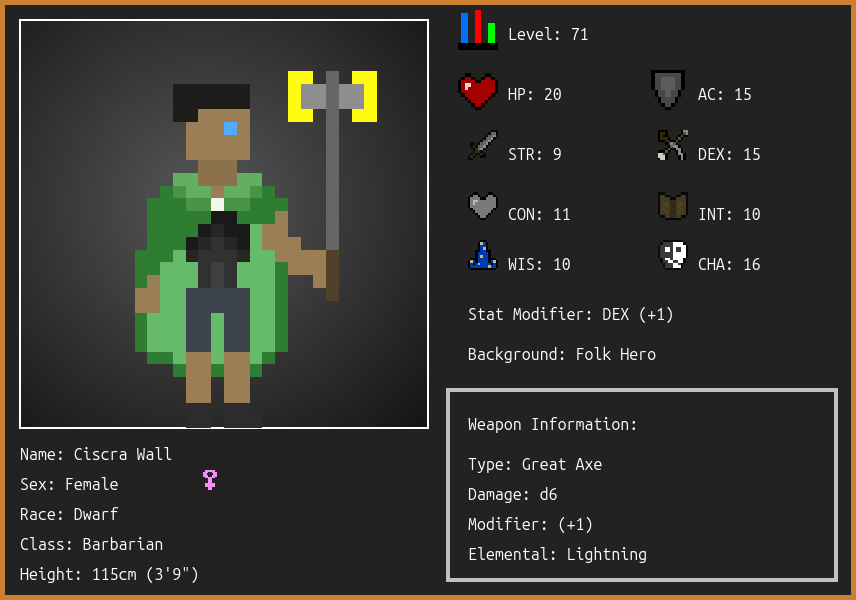 Level: 71
HP: 20
AC: 15
STR: 9
DEX: 15
CON: 11
INT: 10
WIS: 10
CHA: 16
Stat Modifier: DEX (+1)
Background: Folk Hero
Weapon Information:
Type: Great Axe
Damage: d6
Modifier: (+1)
Elemental: Lightning
Name: Ciscra Wall
Sex: Female
Race: Dwarf
Class: Barbarian
Height: 115cm (3'9")